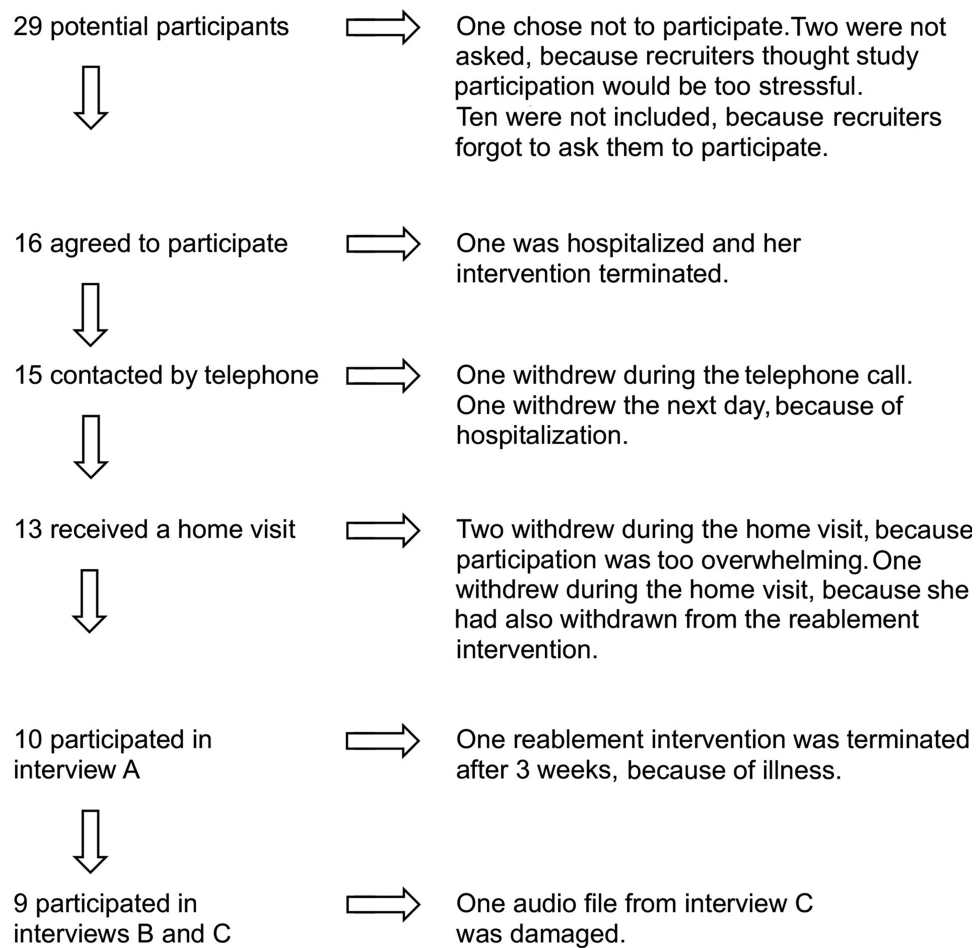 29 potential participants
One chose not to participate. Two were not
asked, because recruiters thought study
participation would be too stressful.
Ten were not included, because recruiters
forgot to ask them to participate.
16 agreed to participate
One was hospitalized and her
intervention terminated.
15 contacted by telephone
One withdrew during the telephone call.
One withdrew the next day, because of
hospitalization.
13 received a home visit
Two withdrew during the home visit, because
participation was too overwhelming. One
withdrew during the home visit, because she
had also withdrawn from the reablement
intervention.
10 participated in
interview A
One reablement intervention was terminated
after 3 weeks, because of illness.
9 participated in
interviews B and C
One audio file from interview C
was damaged.